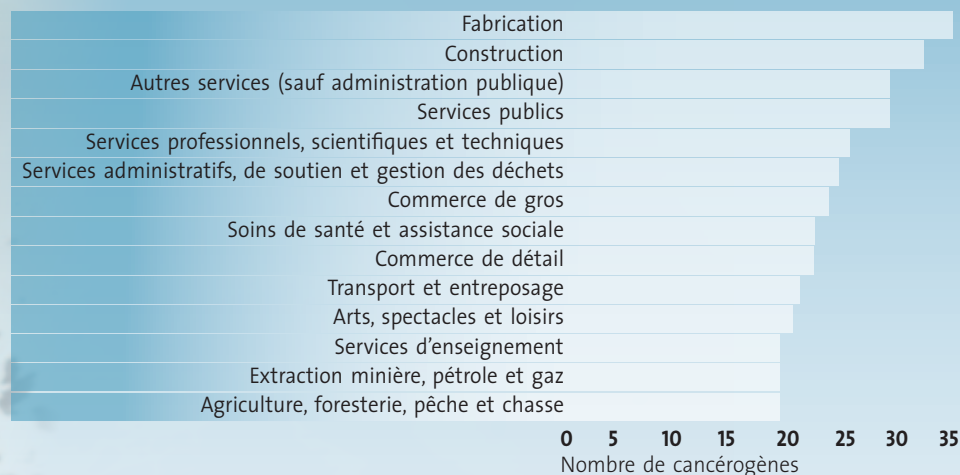 Fabrication
Construction
Autres services (sauf administration publique)
Services publics
Services professionnels, scientifiques et techniques
Services administratifs, de soutien et gestion des déchets
Commerce de gros
Soins de santé et assistance sociale
Commerce de détail
Transport et entreposage
Arts, spectacles et loisirs
Services d’enseignement
Extraction minière, pétrole et gaz
Agriculture, foresterie, pêche et chasse
0 5 10 15 20 25 30 35
Nombre de cancérogènes